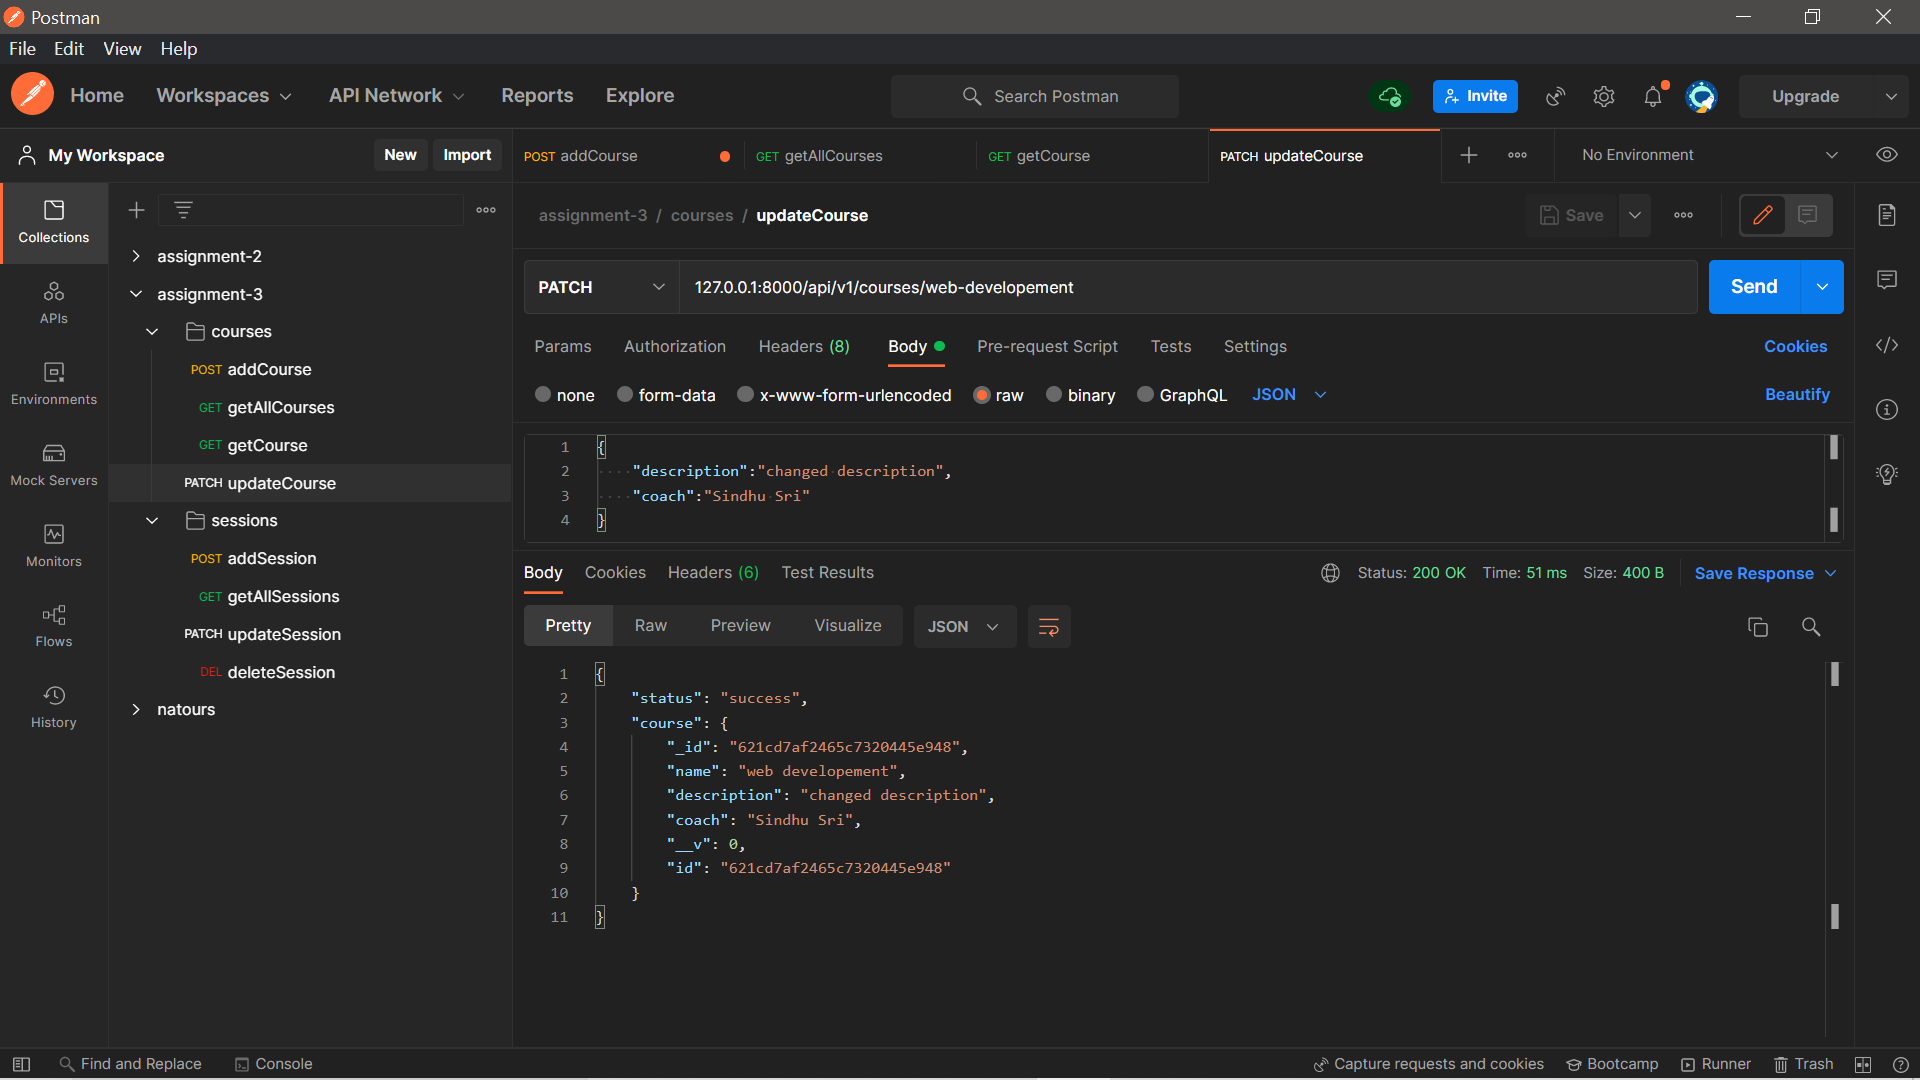 Postman
File Edit View Help
Home Workspaces API Network Reports Explore Search Postman Invite Upgrade
My Workspace New Import POST addCourse GET getAllCourses GET getCourse PATCH updateCourse No Environment
Collections
APIs
Environments
Mock Servers
Monitors
Flows
History
assignment-2
assignment-3
courses
POST addCourse
GET getAllCourses
GET getCourse
PATCH updateCourse
sessions
POST addSession
GET getAllSessions
PATCH updateSession
DEL deleteSession
natours
assignment-3 / courses / updateCourse Save
PATCH 127.0.0.1:8000/api/v1/courses/web-developement Send
Params Authorization Headers (8) Body Pre-request Script Tests Settings Cookies
none form-data x-www-form-urlencoded raw binary GraphQL JSON Beautify
1 {
2 "description":"changed description",
3 "coach":"Sindhu Sri"
4 }
Body Cookies Headers (6) Test Results Status: 200 OK Time: 51 ms Size: 400 B Save Response
Pretty Raw Preview Visualize JSON
1 {
2 "status": "success",
3 "course": {
4 "_id": "621cd7af2465c7320445e948",
5 "name": "web developement",
6 "description": "changed description",
7 "coach": "Sindhu Sri",
8 "__v": 0,
9 "id": "621cd7af2465c7320445e948"
10 }
11 }
Find and Replace Console Capture requests and cookies Bootcamp Runner Trash